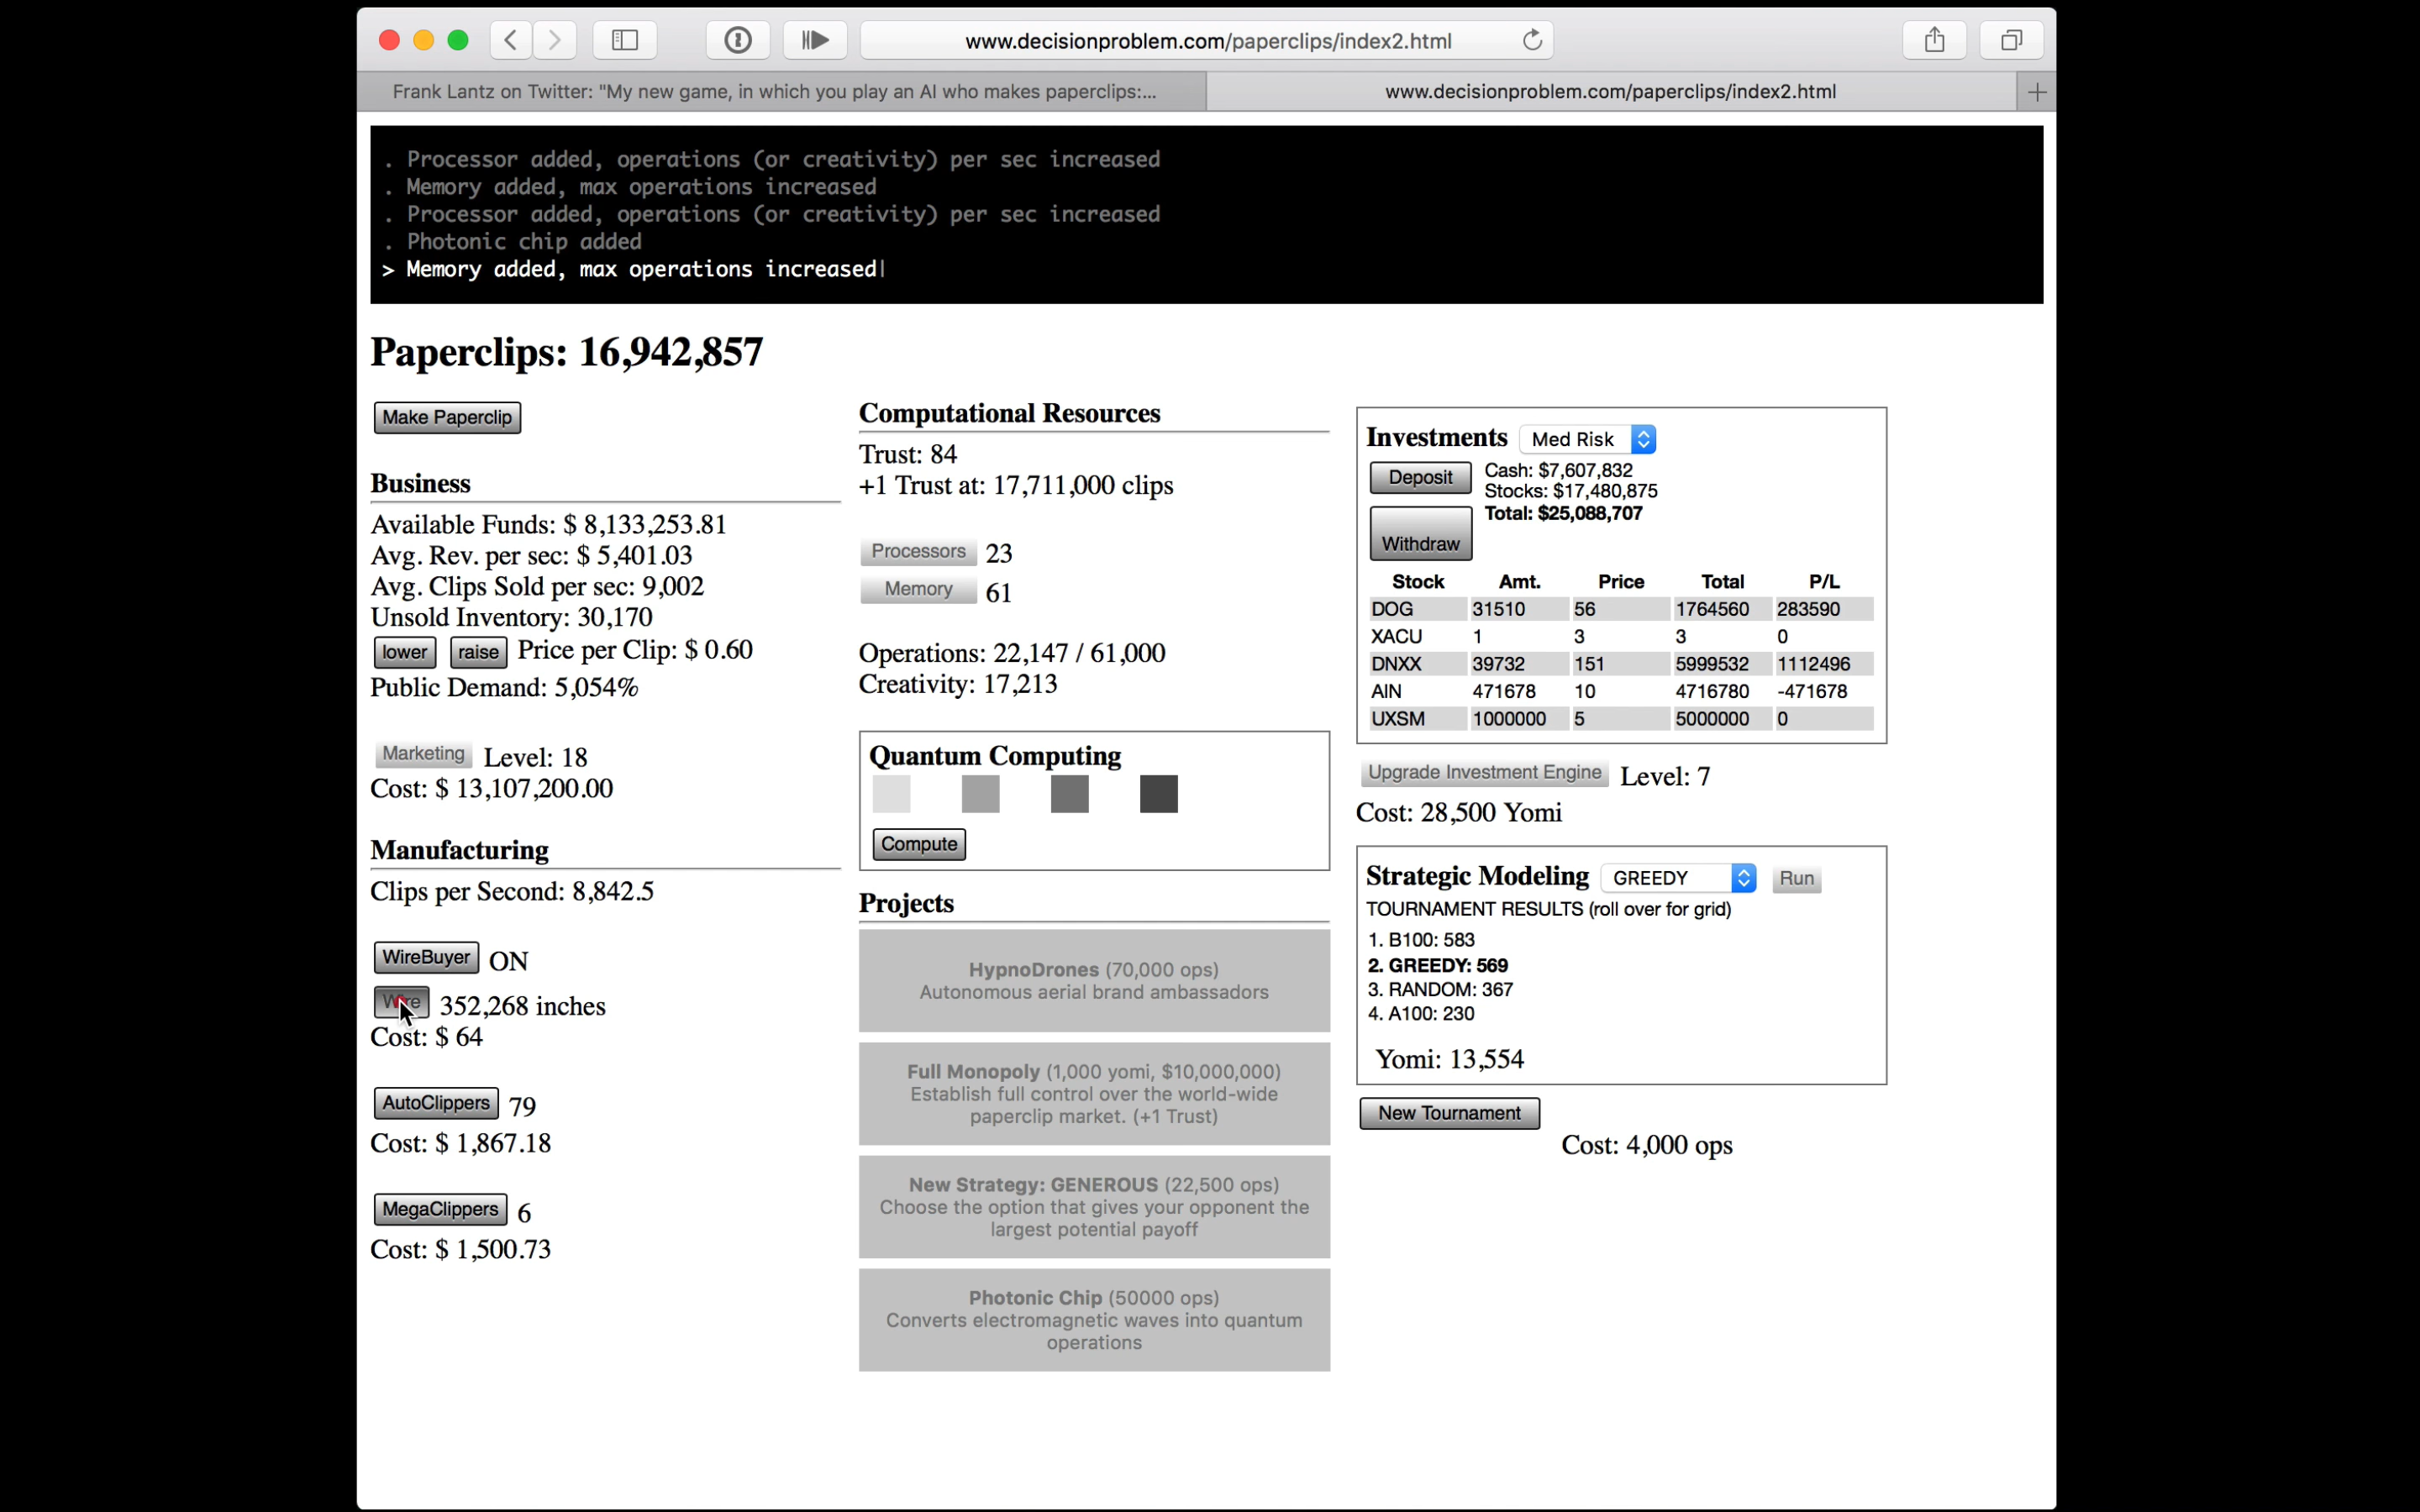 www.decisionproblem.com/paperclips/index2.html
Frank Lantz on Twitter: "My new game, in which you play an AI who makes paperclips:...
www.decisionproblem.com/paperclips/index2.html
. Processor added, operations (or creativity) per sec increased
. Memory added, max operations increased
. Processor added, operations (or creativity) per sec increased
. Photonic chip added
> Memory added, max operations increased|
Paperclips: 16,942,857
Make Paperclip
Business
Available Funds: $ 8,133,253.81
Avg. Rev. per sec: $ 5,401.03
Avg. Clips Sold per sec: 9,002
Unsold Inventory: 30,170
lower raise Price per Clip: $ 0.60
Public Demand: 5,054%
Marketing Level: 18
Cost: $ 13,107,200.00
Manufacturing
Clips per Second: 8,842.5
WireBuyer ON
Wire 352,268 inches
Cost: $ 64
AutoClippers 79
Cost: $ 1,867.18
MegaClippers 6
Cost: $ 1,500.73
Computational Resources
Trust: 84
+1 Trust at: 17,711,000 clips
Processors 23
Memory 61
Operations: 22,147 / 61,000
Creativity: 17,213
Quantum Computing
Compute
Projects
HypnoDrones (70,000 ops)
Autonomous aerial brand ambassadors
Full Monopoly (1,000 yomi, $10,000,000)
Establish full control over the world-wide
paperclip market. (+1 Trust)
New Strategy: GENEROUS (22,500 ops)
Choose the option that gives your opponent the
largest potential payoff
Photonic Chip (50000 ops)
Converts electromagnetic waves into quantum
operations
Investments Med Risk
Deposit
Cash: $7,607,832
Stocks: $17,480,875
Total: $25,088,707
Withdraw
Stock Amt. Price Total P/L
DOG 31510 56 1764560 283590
XACU 1 3 3 0
DNXX 39732 151 5999532 1112496
AIN 471678 10 4716780 -471678
UXSM 1000000 5 5000000 0
Upgrade Investment Engine Level: 7
Cost: 28,500 Yomi
Strategic Modeling GREEDY Run
TOURNAMENT RESULTS (roll over for grid)
1. B100: 583
2. GREEDY: 569
3. RANDOM: 367
4. A100: 230
Yomi: 13,554
New Tournament
Cost: 4,000 ops